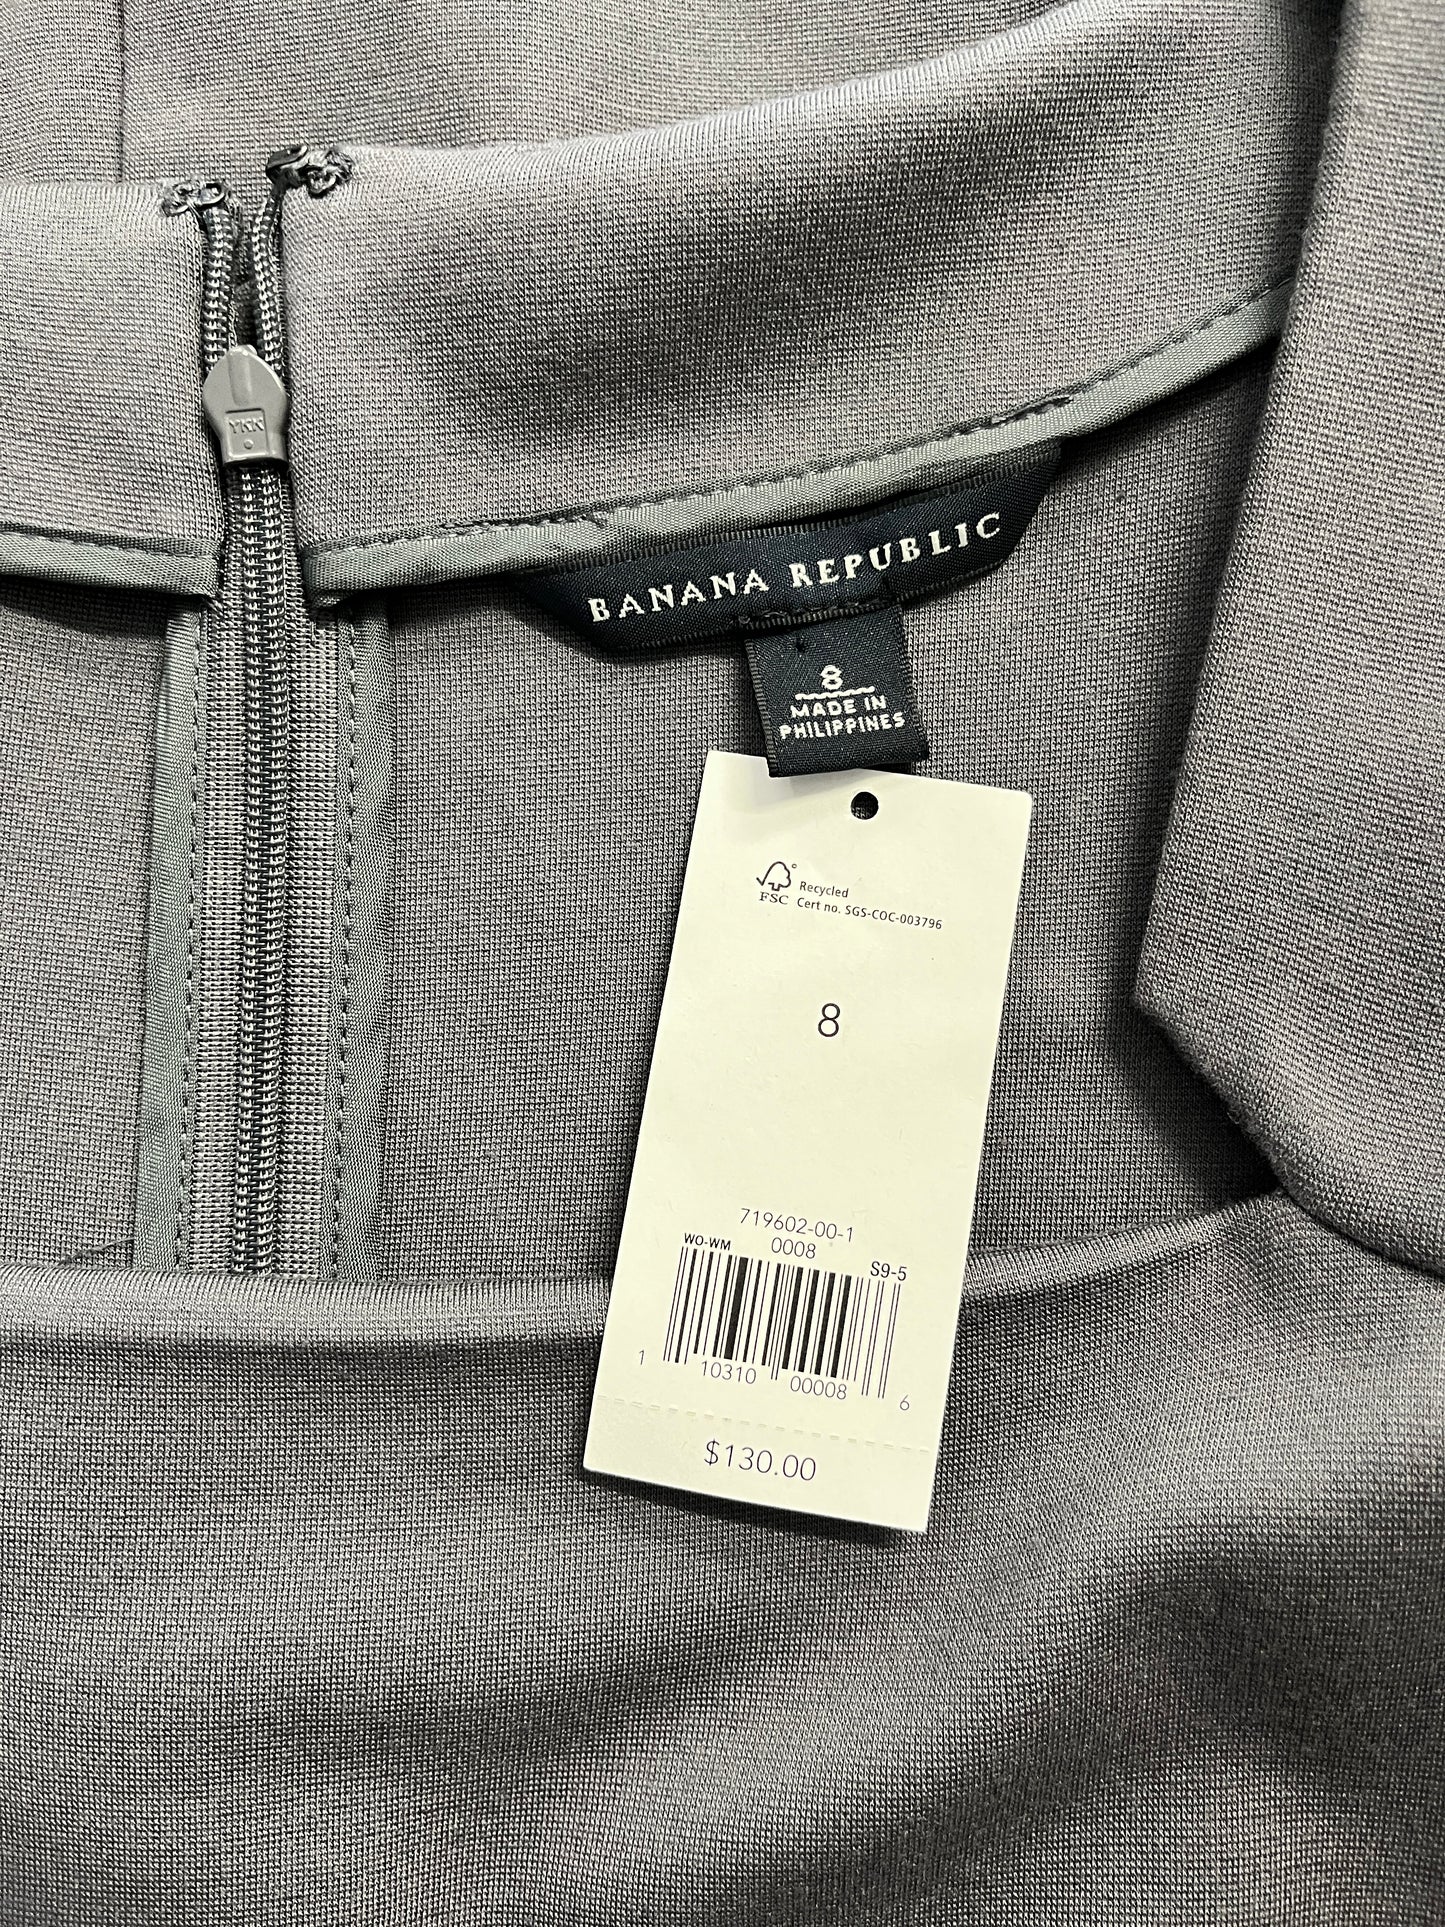 YKK
BANANA REPUBLIC
8
MADE IN
PHILIPPINES
FSC
Recycled
Cert no. SGS-COC-003796
8
719602-00-1
WO-WM
0008
S9-5
1 10310 00008 6
$130.00